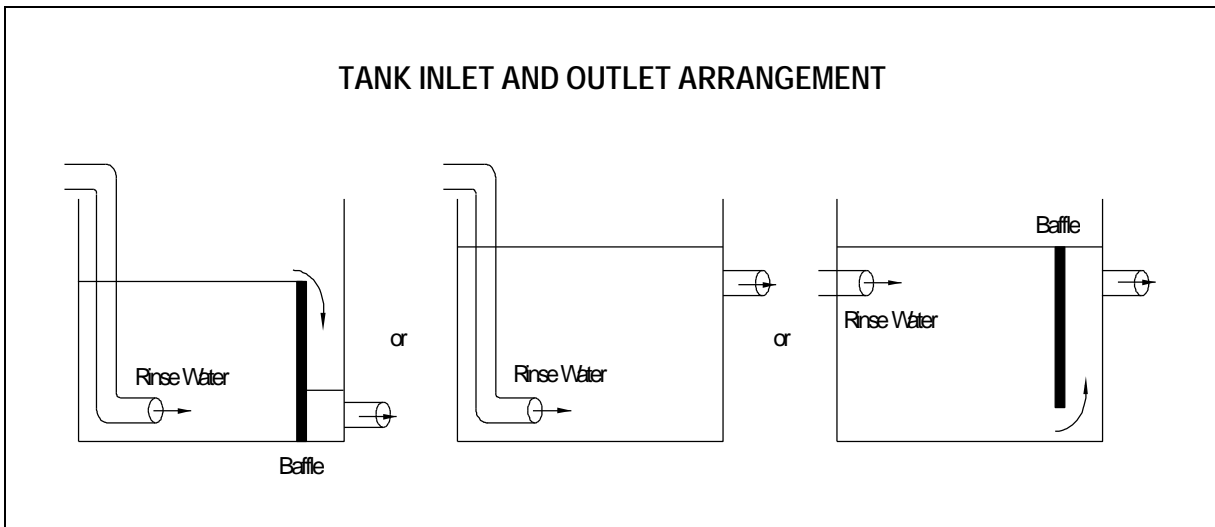 TANK INLET AND OUTLET ARRANGEMENT
Baffle
or
or
Rinse Water
Rinse Water
Rinse Water
Baffle